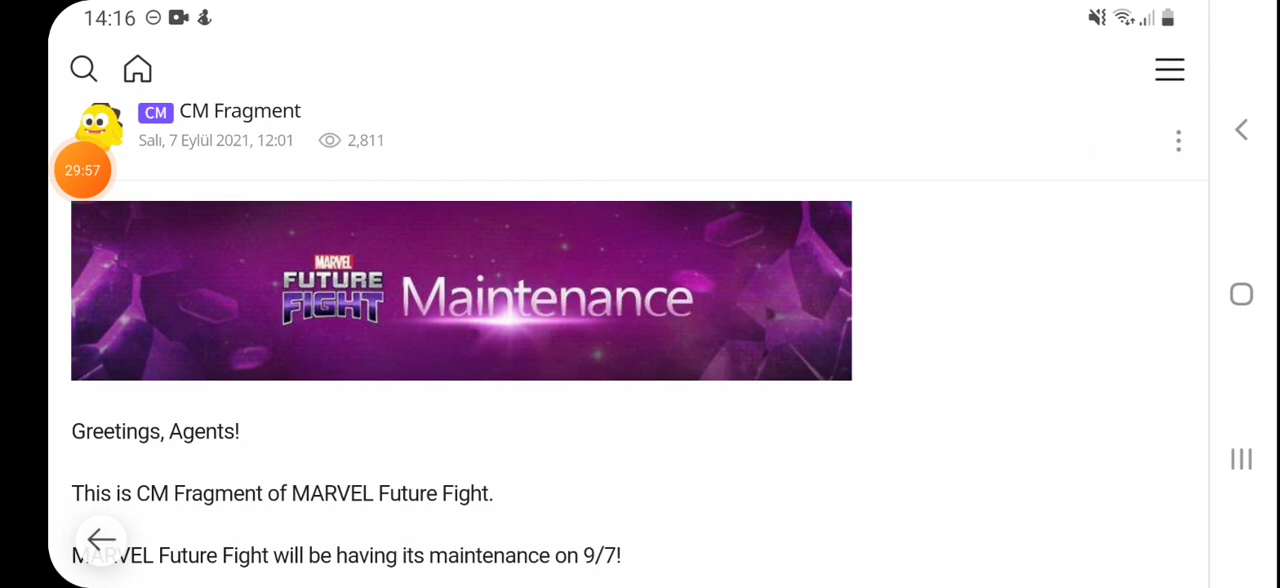 14:16
CM CM Fragment
Salı, 7 Eylül 2021, 12:01 2,811
29:57
MARVEL
FUTURE
FIGHT
Maintenance
Greetings, Agents!
This is CM Fragment of MARVEL Future Fight.
MARVEL Future Fight will be having its maintenance on 9/7!